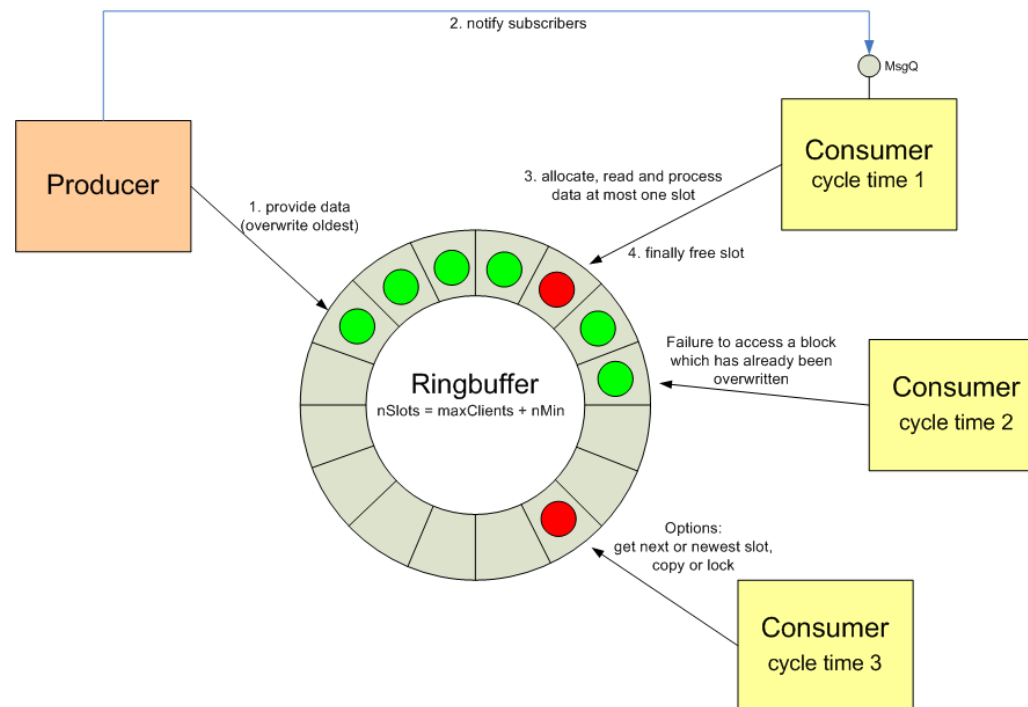 2. notify subscribers
MsgQ
Producer
Consumer
cycle time 1
3. allocate, read and process
data at most one slot
1. provide data
(overwrite oldest)
4. finally free slot
Failure to access a block
which has already been
overwritten
Consumer
cycle time 2
Ringbuffer
nSlots = maxClients + nMin
Options:
get next or newest slot,
copy or lock
Consumer
cycle time 3